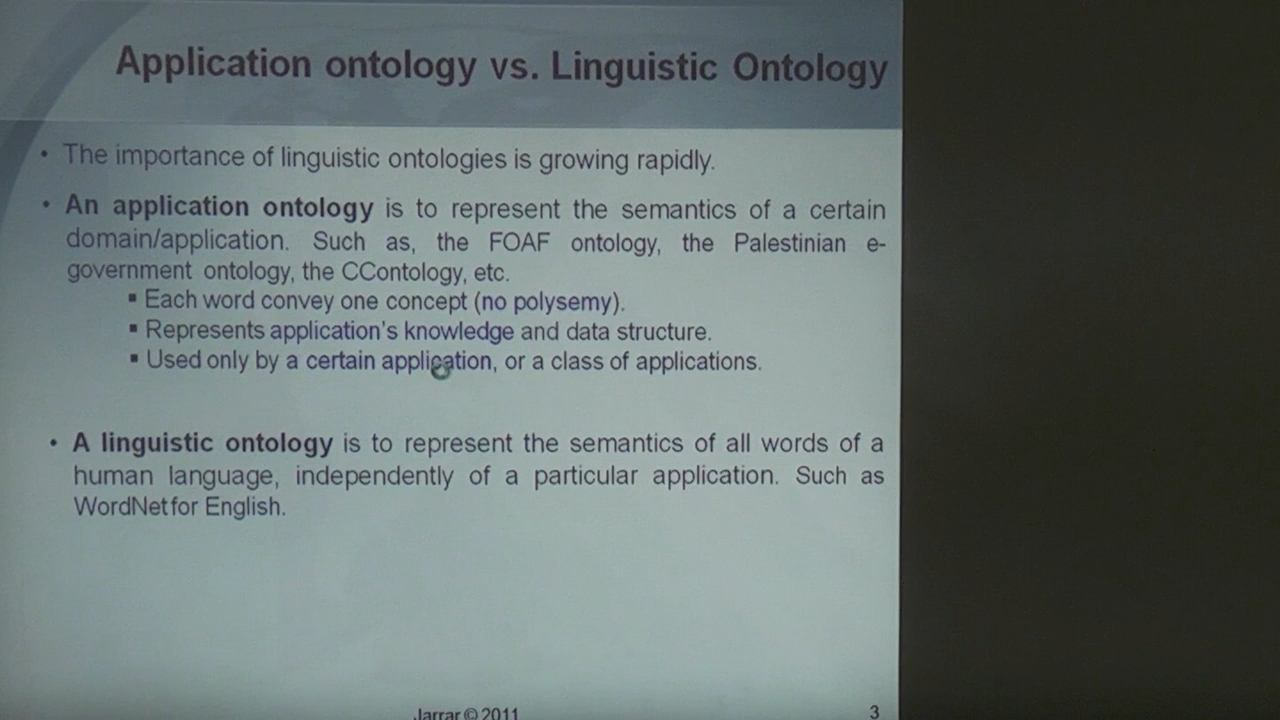 Application ontology vs. Linguistic Ontology
• The importance of linguistic ontologies is growing rapidly.
• An application ontology is to represent the semantics of a certain
domain/application. Such as, the FOAF ontology, the Palestinian e-
government ontology, the CContology, etc.
▪ Each word convey one concept (no polysemy).
▪ Represents application's knowledge and data structure.
▪ Used only by a certain application, or a class of applications.
• A linguistic ontology is to represent the semantics of all words of a
human language, independently of a particular application. Such as
WordNet for English.
Jarrar © 2011
3